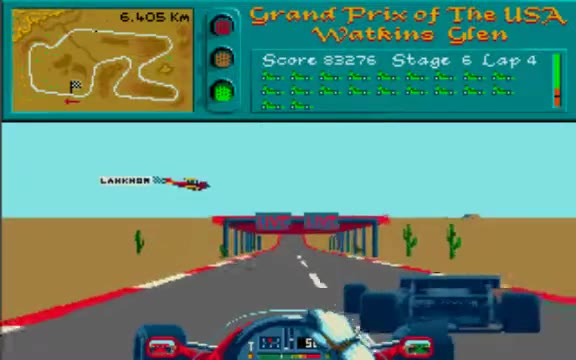 6.405 KM
Grand Prix of The USA
Watkins Glen
Score 83276 Stage 6 Lap 4
LANKHOR